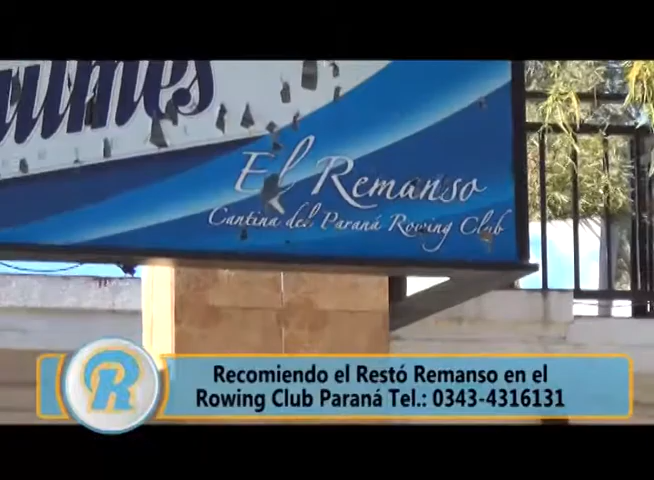 uilmes
El Remanso
Cantina del Paraná Rowing Club
R
Recomiendo el Restó Remanso en el
Rowing Club Paraná Tel.: 0343-4316131